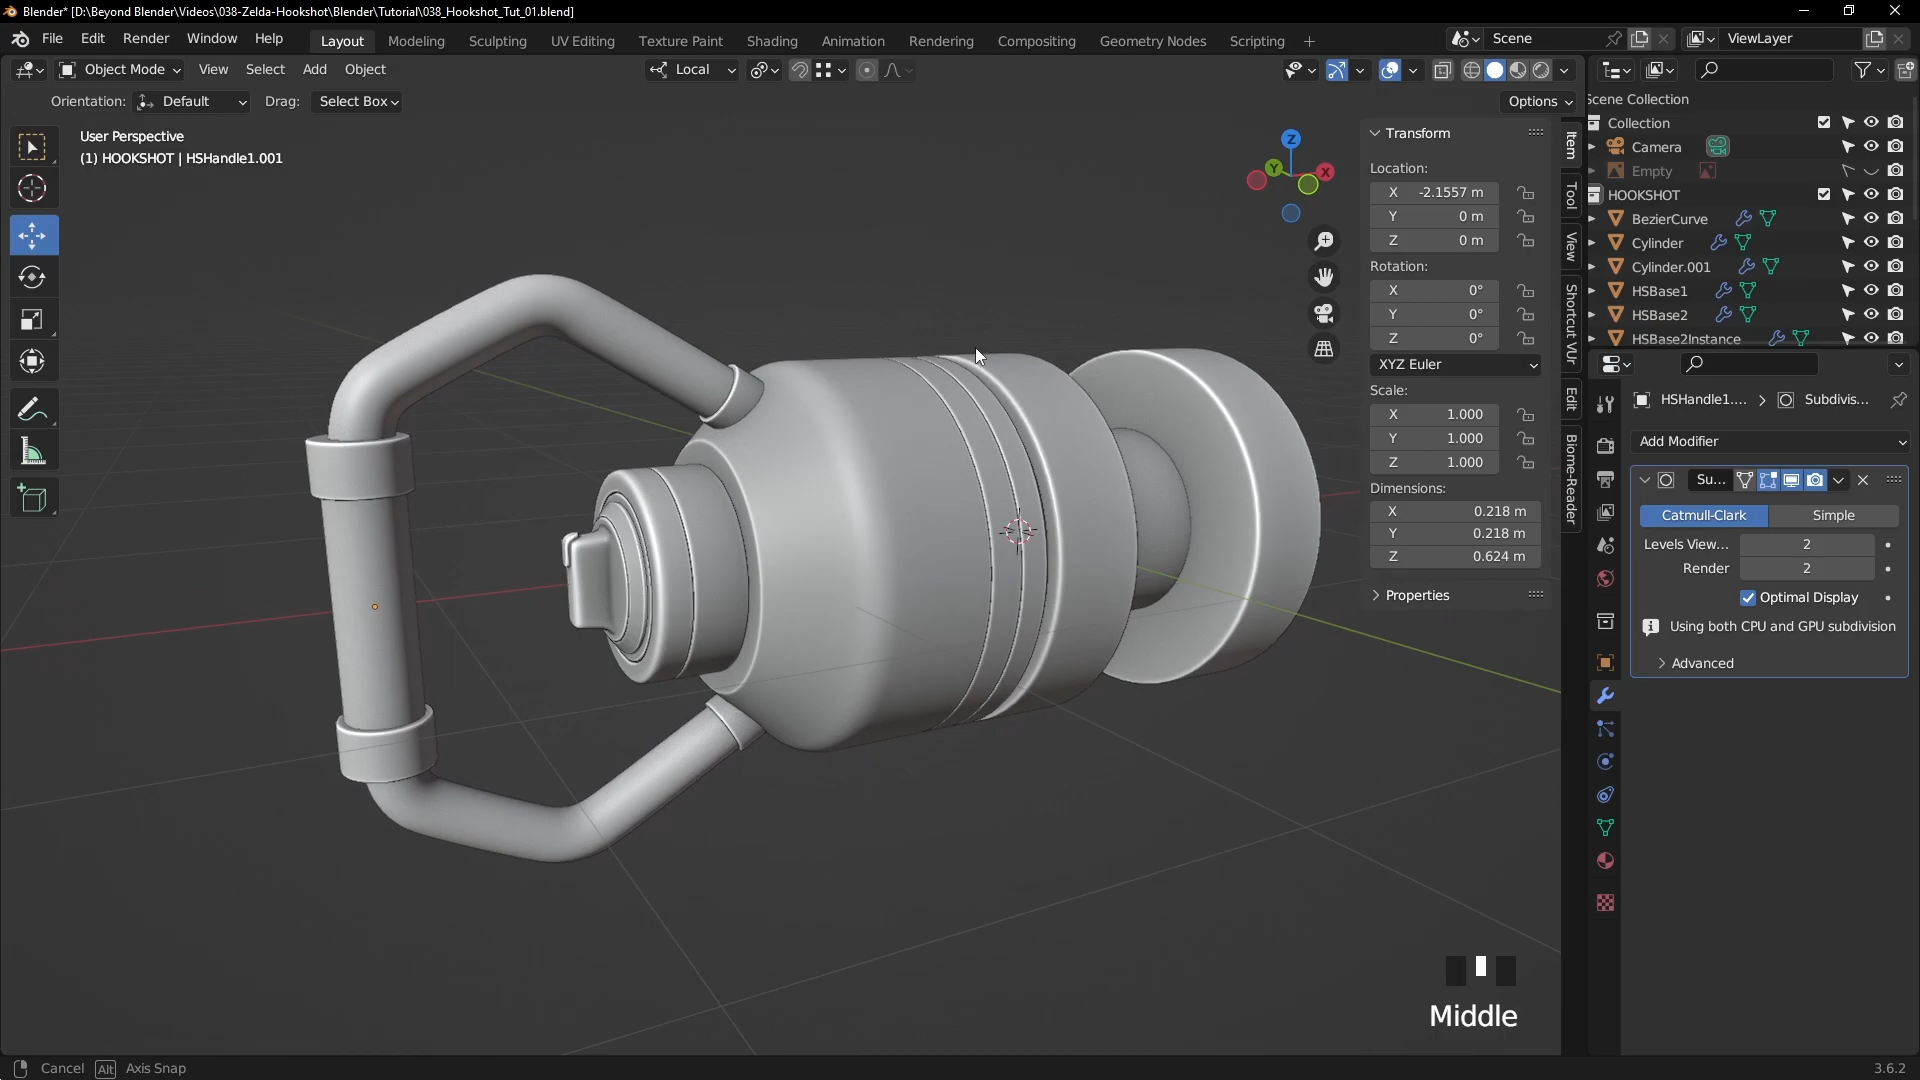 Blender* [D:\Beyond Blender\Videos\038-Zelda-Hookshot\Blender\Tutorial\038_Hookshot_Tut_01.blend]
File Edit Render Window Help Layout Modeling Sculpting UV Editing Texture Paint Shading Animation Rendering Compositing Geometry Nodes Scripting + Scene ViewLayer
Object Mode View Select Add Object Local
Orientation: Default Drag: Select Box Options
User Perspective
(1) HOOKSHOT | HSHandle1.001
Z
Y
X
Transform
Location:
X -2.1557 m
Y 0 m
Z 0 m
Rotation:
X 0°
Y 0°
Z 0°
XYZ Euler
Scale:
X 1.000
Y 1.000
Z 1.000
Dimensions:
X 0.218 m
Y 0.218 m
Z 0.624 m
Properties
Item
Tool
View
Shortcut VUr
Edit
Biome-Reader
Scene Collection
Collection
Camera
Empty
HOOKSHOT
BezierCurve
Cylinder
Cylinder.001
HSBase1
HSBase2
HSBase2Instance
HSHandle1.... Subdivis...
Add Modifier
Su...
Catmull-Clark Simple
Levels View... 2
Render 2
Optimal Display
Using both CPU and GPU subdivision
Advanced
Middle
Cancel Alt Axis Snap 3.6.2